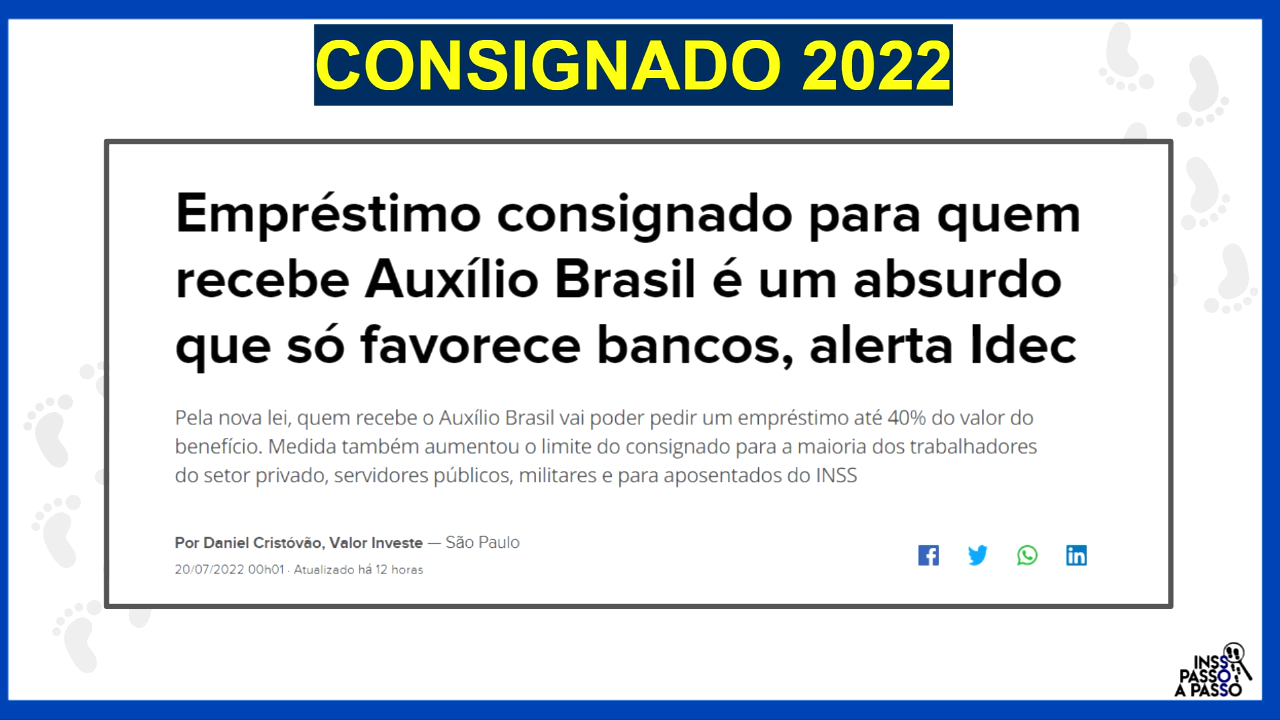 CONSIGNADO 2022
Empréstimo consignado para quem
recebe Auxílio Brasil é um absurdo
que só favorece bancos, alerta Idec
Pela nova lei, quem recebe o Auxílio Brasil vai poder pedir um empréstimo até 40% do valor do
benefício. Medida também aumentou o limite do consignado para a maioria dos trabalhadores
do setor privado, servidores públicos, militares e para aposentados do INSS
Por Daniel Cristóvão, Valor Investe — São Paulo
20/07/2022 00h01 · Atualizado há 12 horas
INSS
PASSO
A PASSO